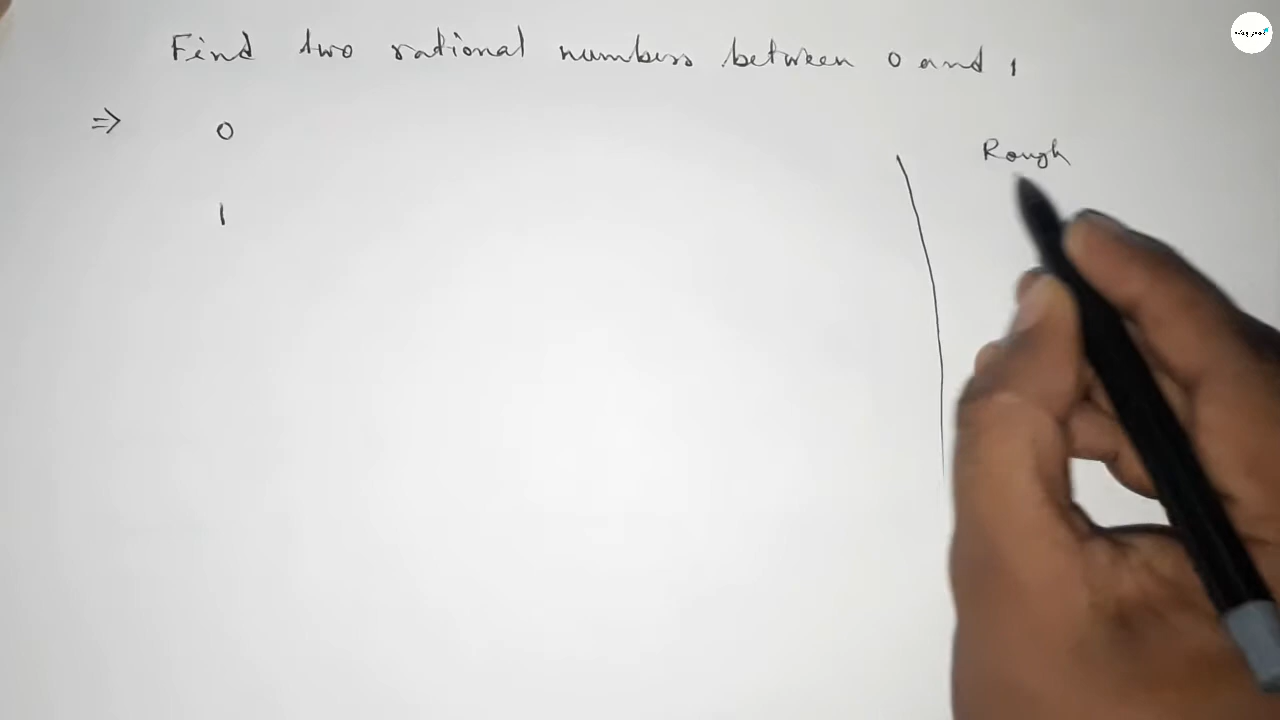 Find two rational numbers between 0 and 1
⇒ 0
Rough
1